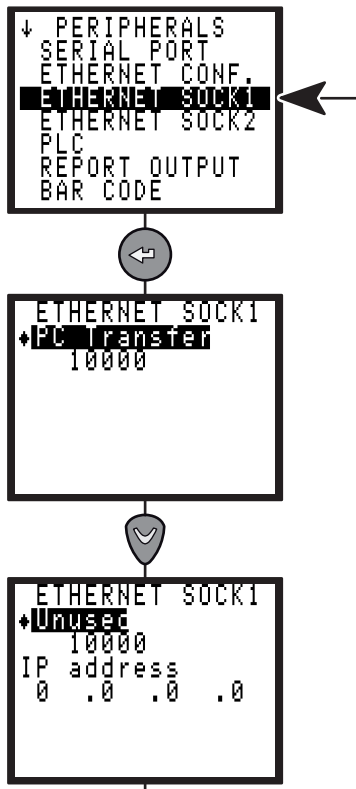 ↓ PERIPHERALS
SERIAL PORT
ETHERNET CONF.
ETHERNET SOCK1
ETHERNET SOCK2
PLC
REPORT OUTPUT
BAR CODE
ETHERNET SOCK1
♦PC Transfer
10000
ETHERNET SOCK1
♦Unused
10000
IP address
0 .0 .0 .0